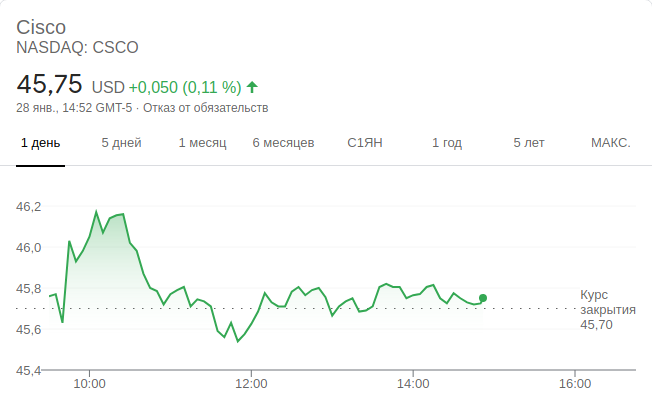 Cisco
NASDAQ: CSCO
45,75 USD +0,050 (0,11 %)
28 янв., 14:52 GMT-5 · Отказ от обязательств
1 день 5 дней 1 месяц 6 месяцев С1ЯН 1 год 5 лет МАКС.
46,2
46,0
45,8
45,6
45,4
Курс
закрытия
45,70
10:00 12:00 14:00 16:00